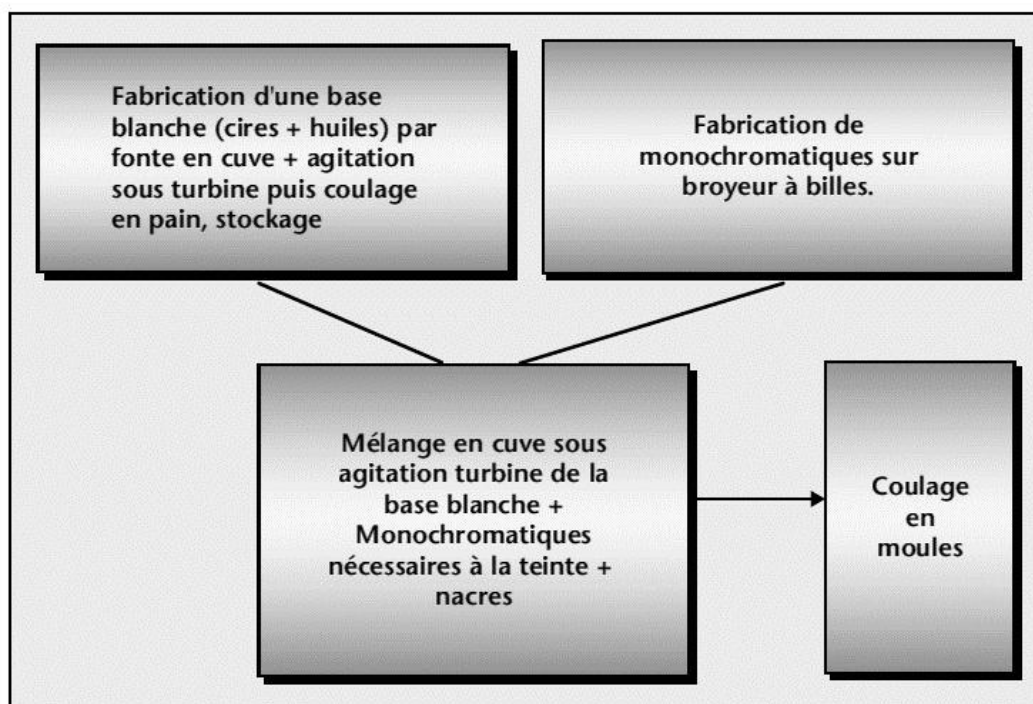 Fabrication d'une base
blanche (cires + huiles) par
fonte en cuve + agitation
sous turbine puis coulage
en pain, stockage
Fabrication de
monochromatiques sur
broyeur à billes.
Mélange en cuve sous
agitation turbine de la
base blanche +
Monochromatiques
nécessaires à la teinte +
nacres
Coulage
en
moules